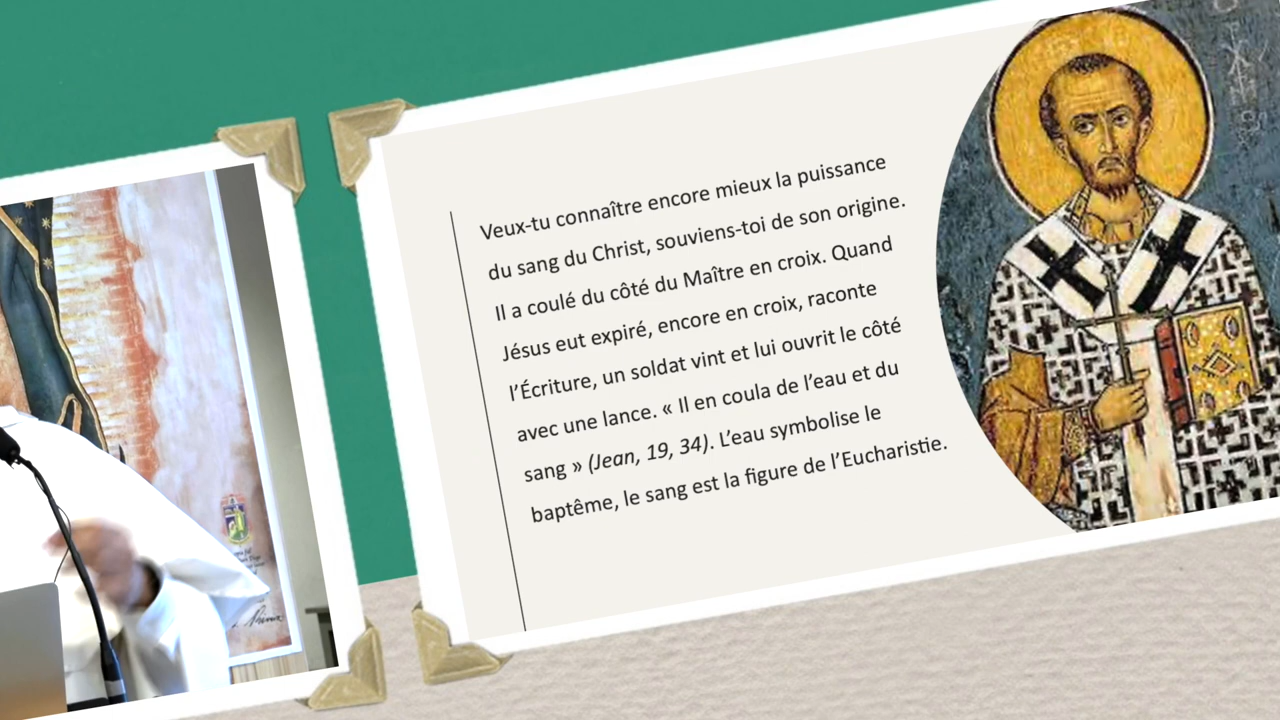 Veux-tu connaître encore mieux la puissance
du sang du Christ, souviens-toi de son origine.
Il a coulé du côté du Maître en croix. Quand
Jésus eut expiré, encore en croix, raconte
l’Écriture, un soldat vint et lui ouvrit le côté
avec une lance. « Il en coula de l’eau et du
sang » (Jean, 19, 34). L’eau symbolise le
baptême, le sang est la figure de l’Eucharistie.